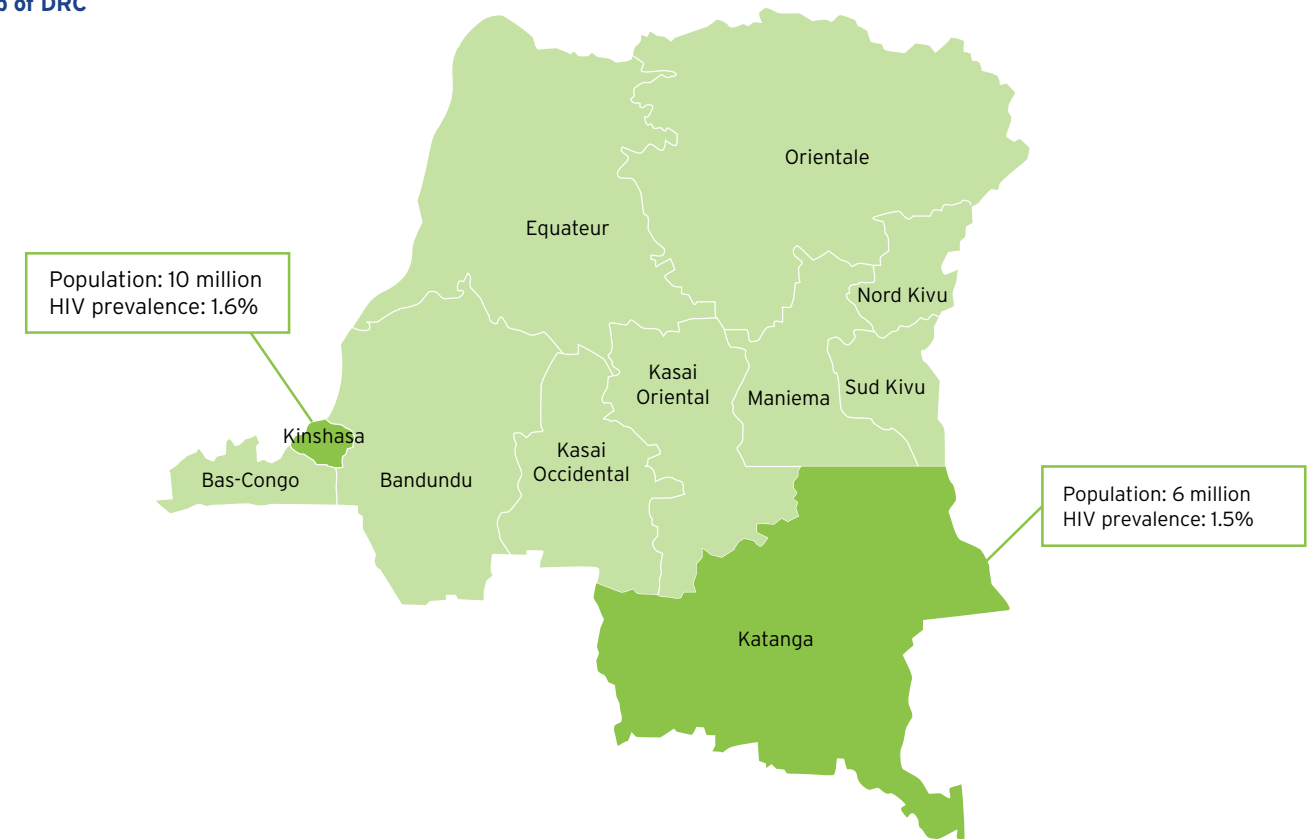 of DRC
Orientale
Equateur
Population: 10 million
HIV prevalence: 1.6%
Nord Kivu
Kasai
Oriental
Maniema
Sud Kivu
Kinshasa
Bas-Congo
Bandundu
Kasai
Occidental
Population: 6 million
HIV prevalence: 1.5%
Katanga